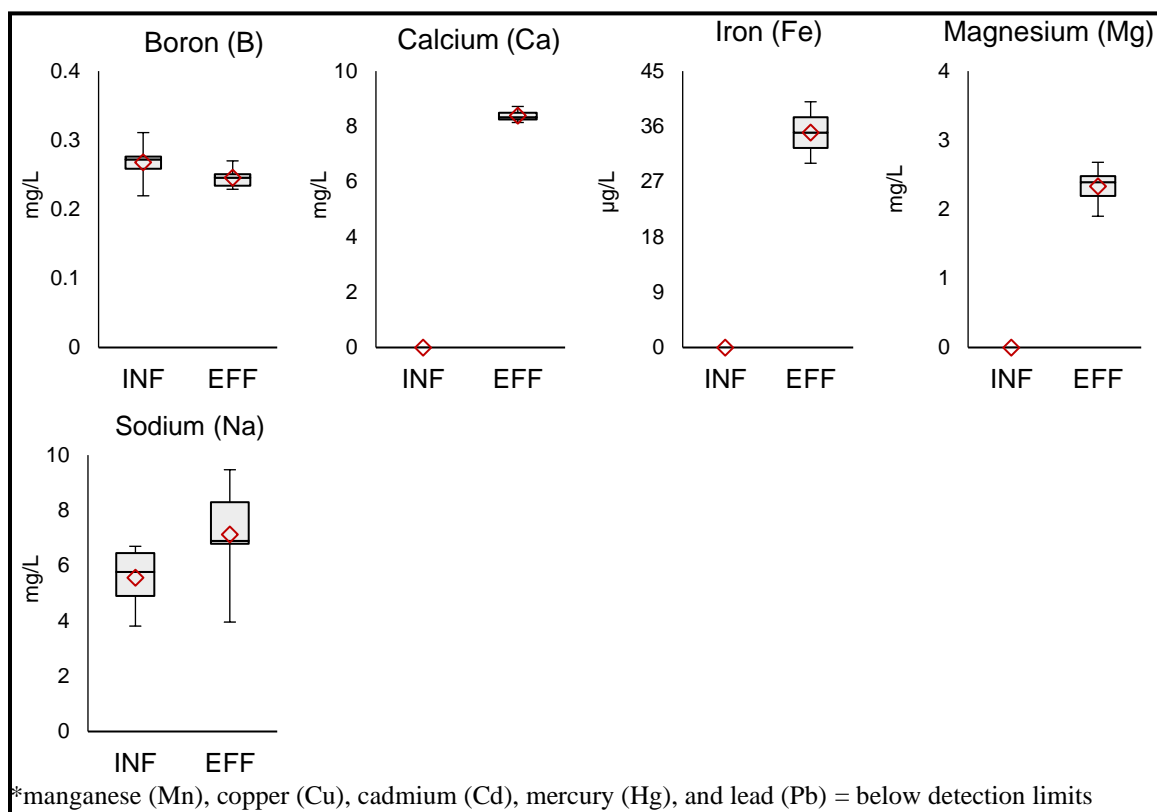 Boron (B)
0.4
0.3
0.2
0.1
0
mg/L
INF EFF
Calcium (Ca)
10
8
6
4
2
0
mg/L
INF EFF
Iron (Fe)
45
36
27
18
9
0
µg/L
INF EFF
Magnesium (Mg)
4
3
2
1
0
mg/L
INF EFF
Sodium (Na)
10
8
6
4
2
0
mg/L
INF EFF
*manganese (Mn), copper (Cu), cadmium (Cd), mercury (Hg), and lead (Pb) = below detection limits